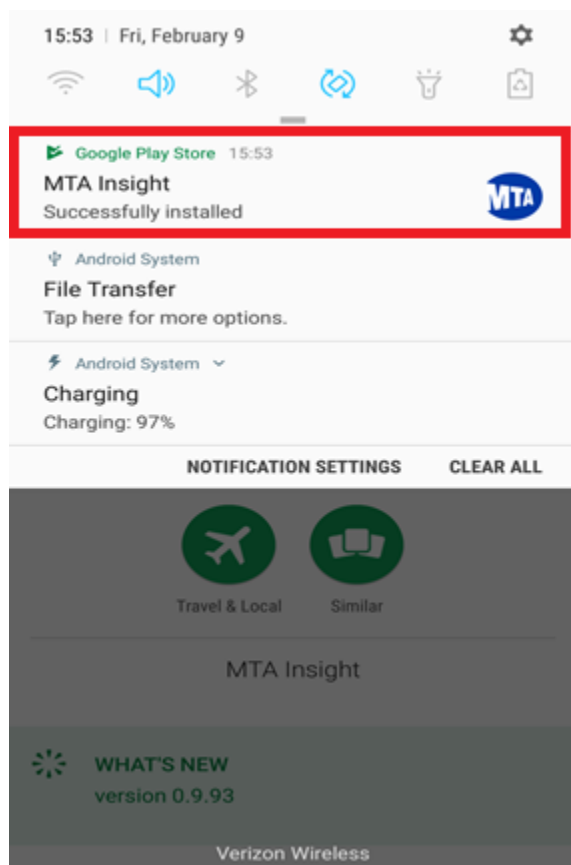 15:53 | Fri, February 9
Google Play Store 15:53
MTA Insight
Successfully installed
MTA
Android System
File Transfer
Tap here for more options.
Android System
Charging
Charging: 97%
NOTIFICATION SETTINGS CLEAR ALL
Travel & Local Similar
MTA Insight
WHAT'S NEW
version 0.9.93
Verizon Wireless